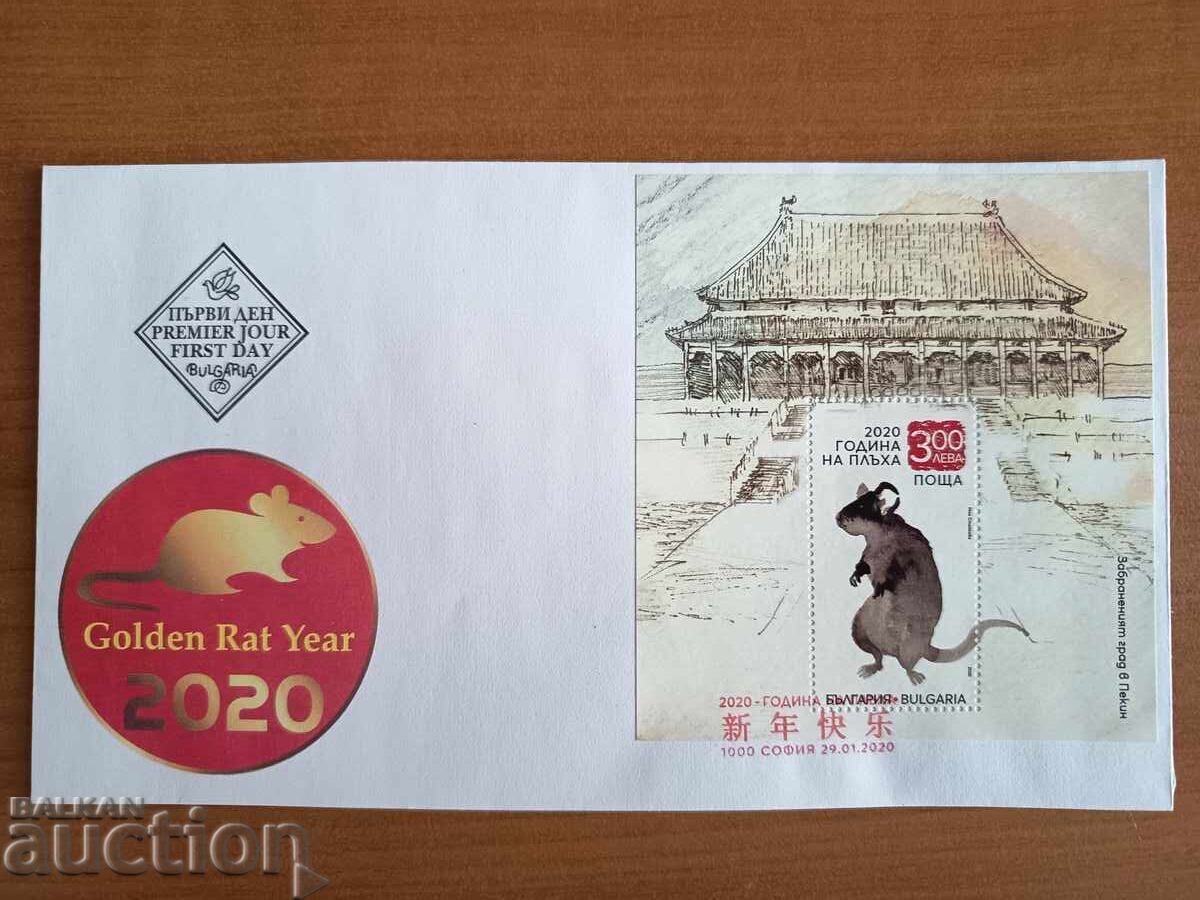 ПЪРВИ ДЕН
PREMIER JOUR
FIRST DAY
BULGARIA
Golden Rat Year
2020
2020
ГОДИНА
НА ПЛЪХА
3.00
ЛЕВА
ПОЩА
2020
БЪЛГАРИЯ • BULGARIA
Забраненият град в Пекин
2020 - ГОДИНА
新年快乐
1000 СОФИЯ 29.01.2020
BALKAN
auction